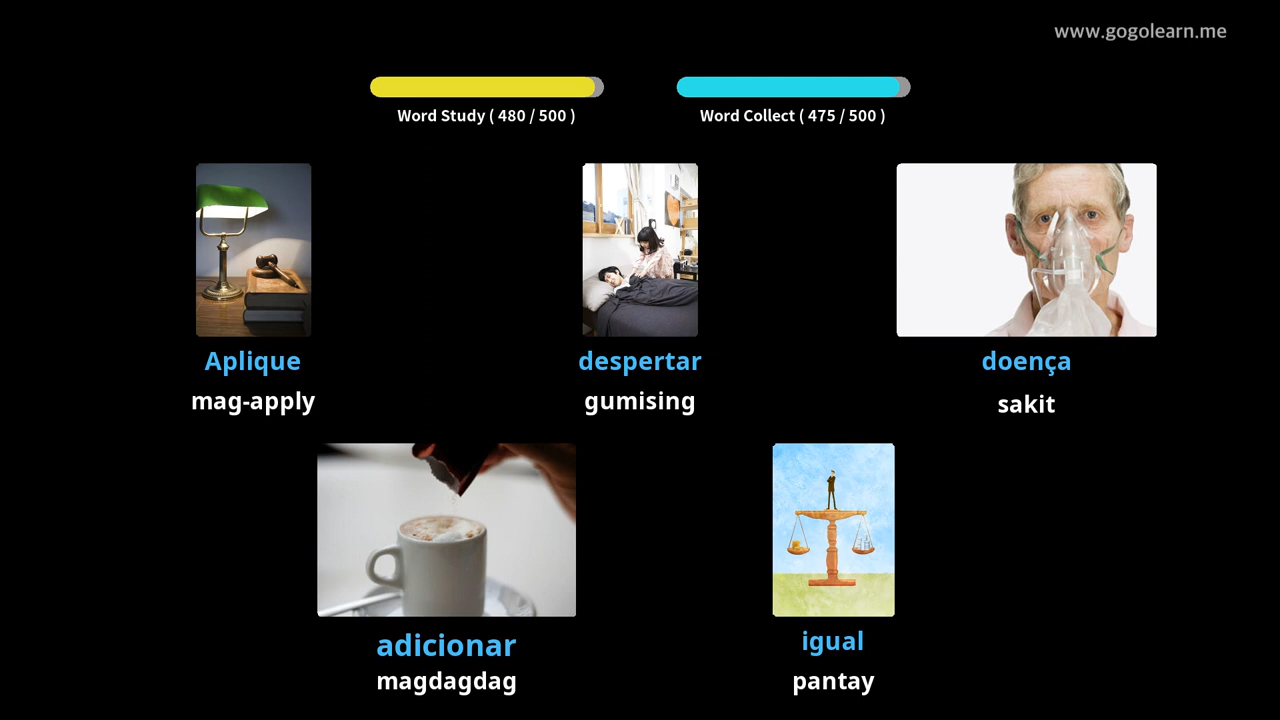 www.gogolearn.me
Word Study ( 480 / 500 )
Word Collect ( 475 / 500 )
Aplique
mag-apply
despertar
gumising
doença
sakit
adicionar
magdagdag
igual
pantay